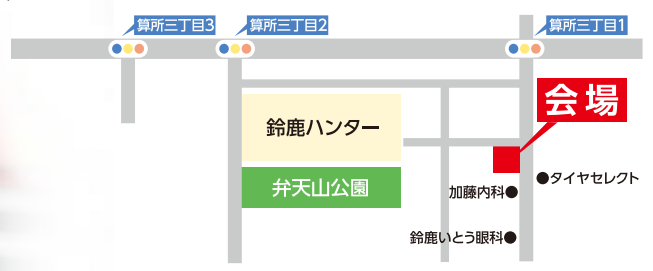 算所三丁目3
算所三丁目2
算所三丁目1
会場
鈴鹿ハンター
弁天山公園
●タイヤセレクト
加藤内科●
鈴鹿いとう眼科●